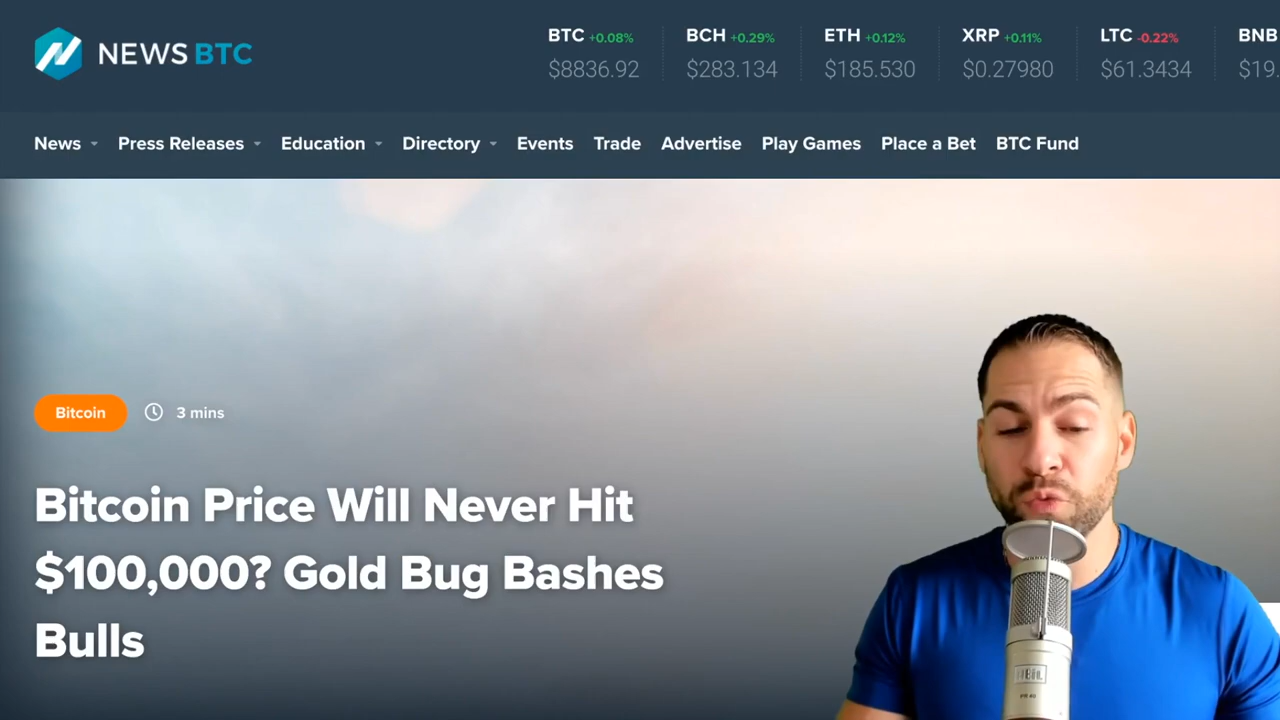 NEWS BTC
BTC +0.08%
$8836.92
BCH +0.29%
$283.134
ETH +0.12%
$185.530
XRP +0.11%
$0.27980
LTC -0.22%
$61.3434
BNB
$19.
News
Press Releases
Education
Directory
Events
Trade
Advertise
Play Games
Place a Bet
BTC Fund
Bitcoin
3 mins
Bitcoin Price Will Never Hit
$100,000? Gold Bug Bashes
Bulls